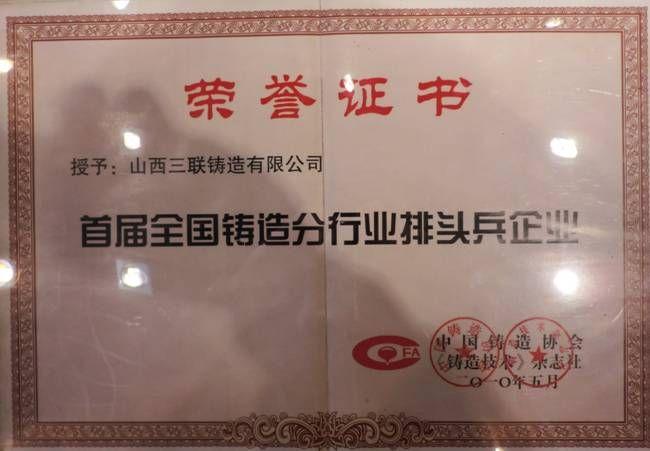 荣誉证书
授予：山西三联铸造有限公司
首届全国铸造分行业排头兵企业
CFA
中国铸造协会
《铸造技术》杂志社
二〇一〇年五月